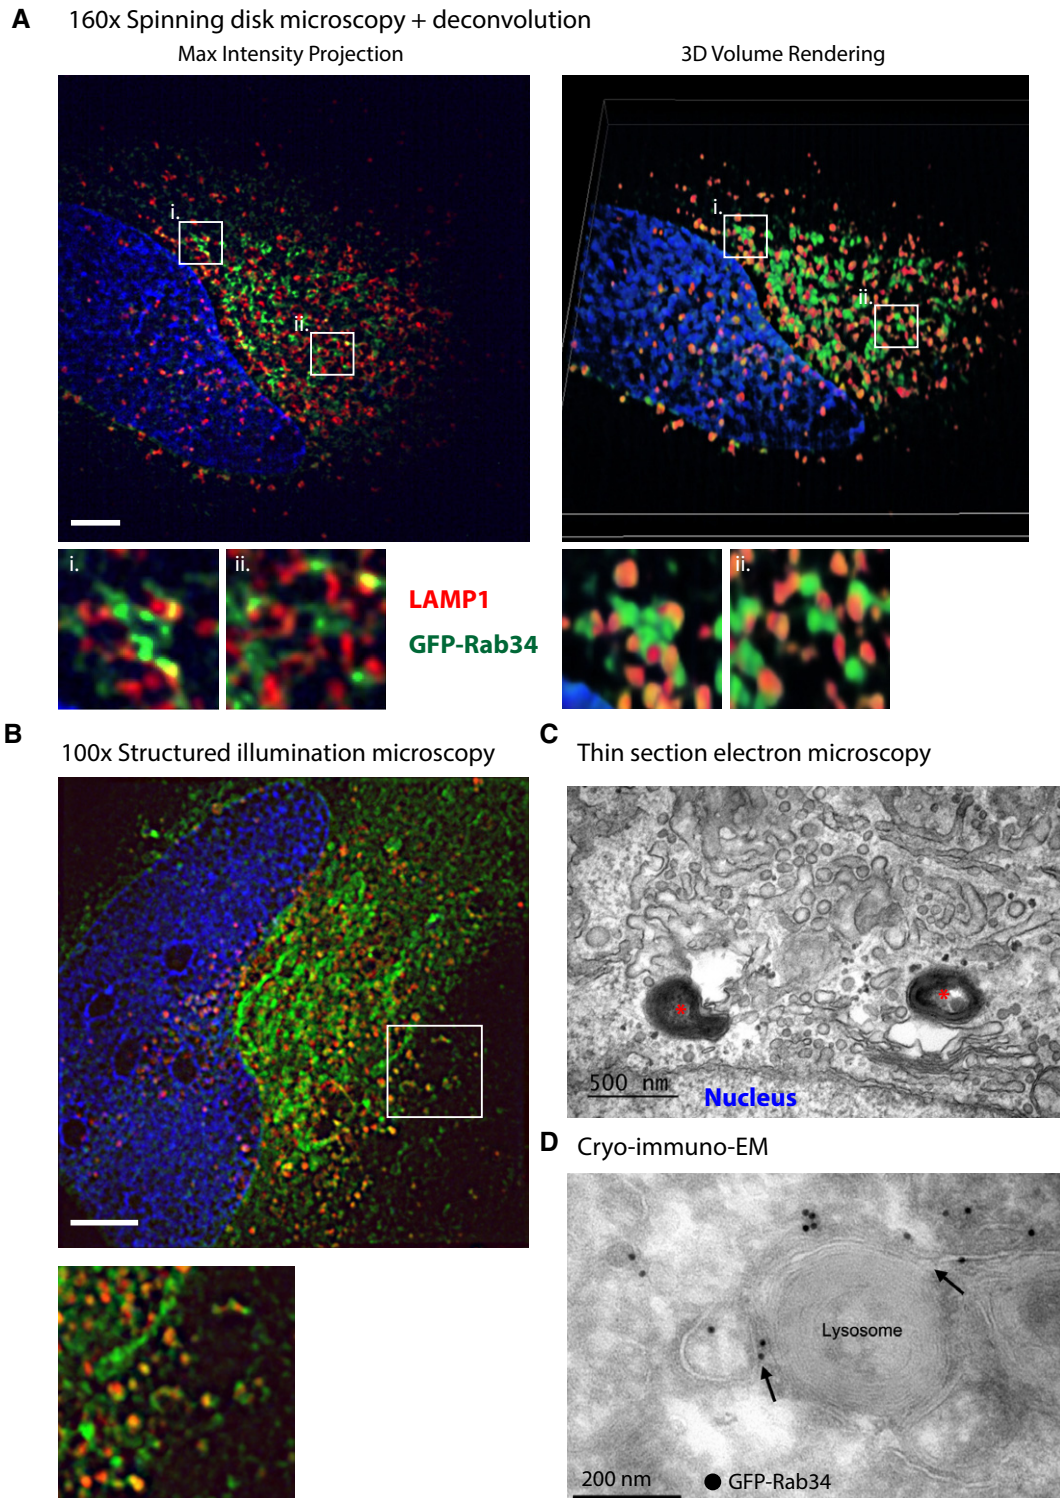 A
160x Spinning disk microscopy + deconvolution
Max Intensity Projection
3D Volume Rendering
i.
ii.
i.
ii.
i.
ii.
LAMP1
GFP-Rab34
ii.
B
100x Structured illumination microscopy
C
Thin section electron microscopy
*
*
500 nm
Nucleus
D
Cryo-immuno-EM
Lysosome
200 nm
GFP-Rab34